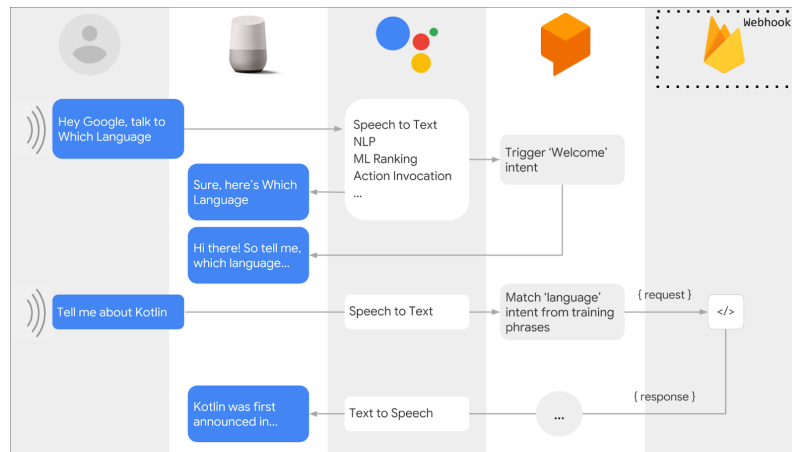 Webhook
Hey Google, talk to
Which Language
Speech to Text
NLP
ML Ranking
Action Invocation
...
Trigger ‘Welcome’
intent
Sure, here’s Which
Language
Hi there! So tell me,
which language...
Tell me about Kotlin
Speech to Text
Match ‘language’
intent from training
phrases
{ request }
</>
Kotlin was first
announced in...
Text to Speech
...
{ response }